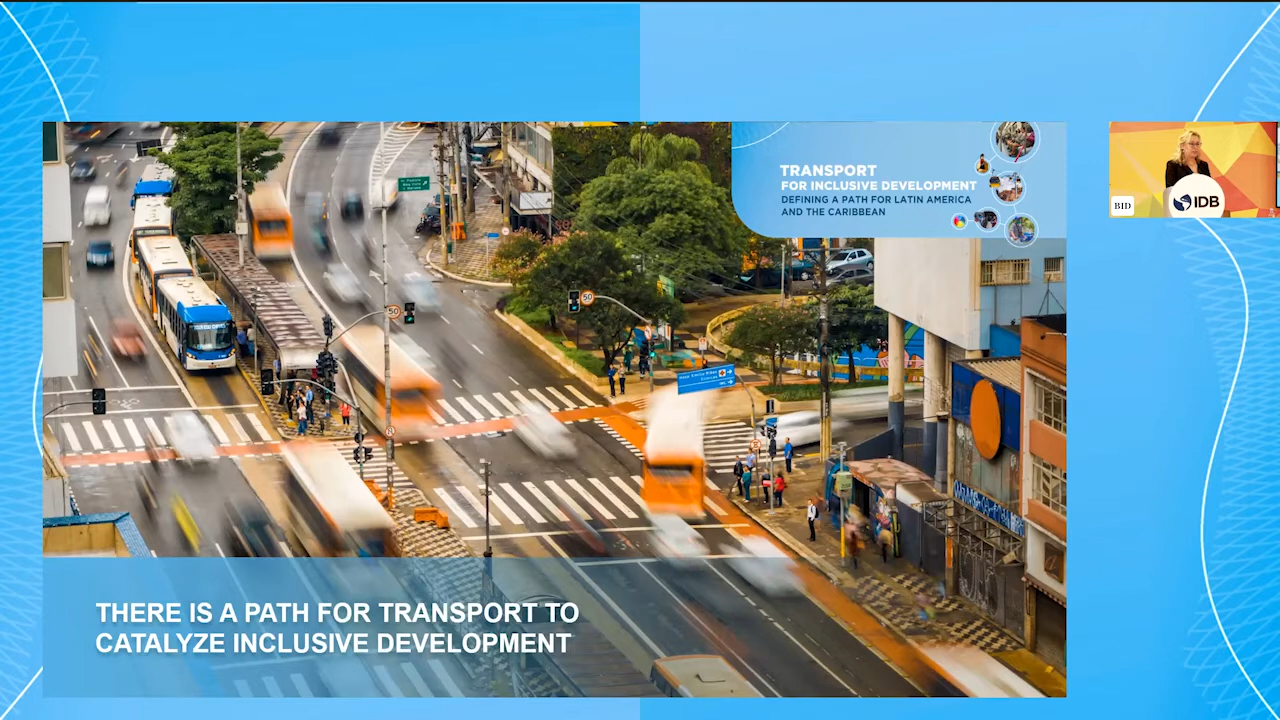 TRANSPORT
FOR INCLUSIVE DEVELOPMENT
DEFINING A PATH FOR LATIN AMERICA
AND THE CARIBBEAN
BID
IDB
50
50
THERE IS A PATH FOR TRANSPORT TO
CATALYZE INCLUSIVE DEVELOPMENT